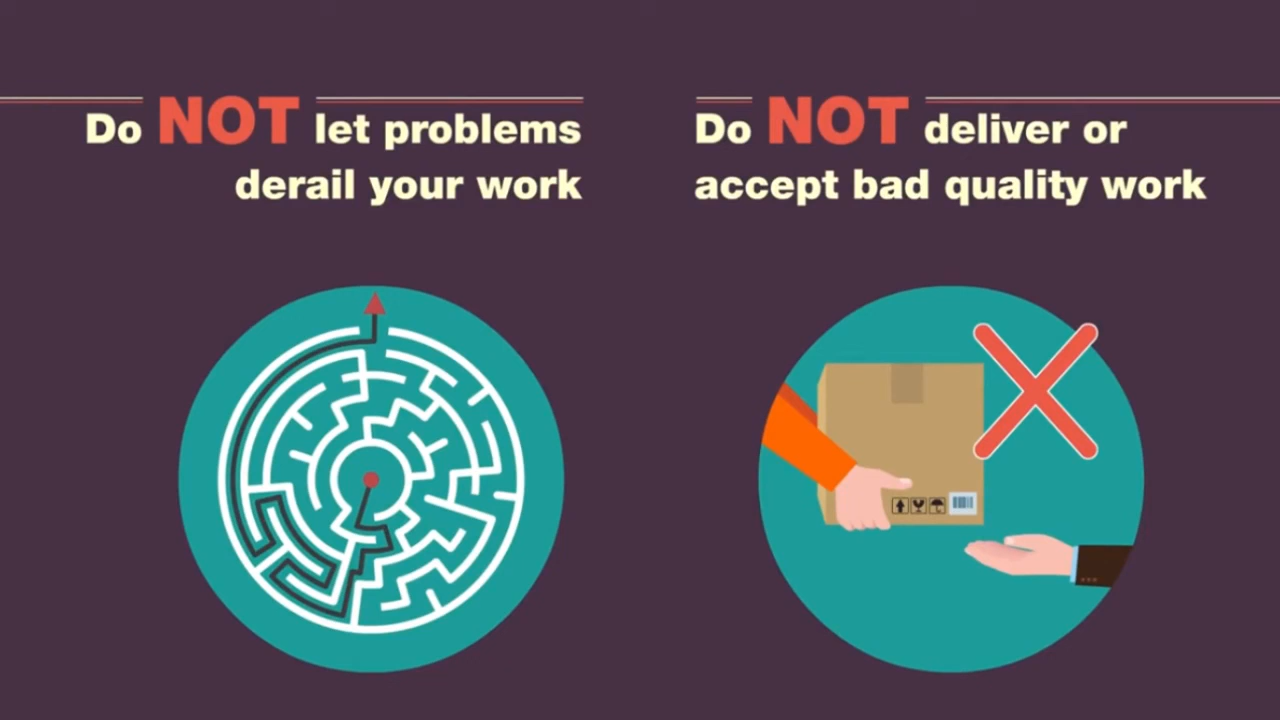 Do NOT let problems
derail your work
Do NOT deliver or
accept bad quality work